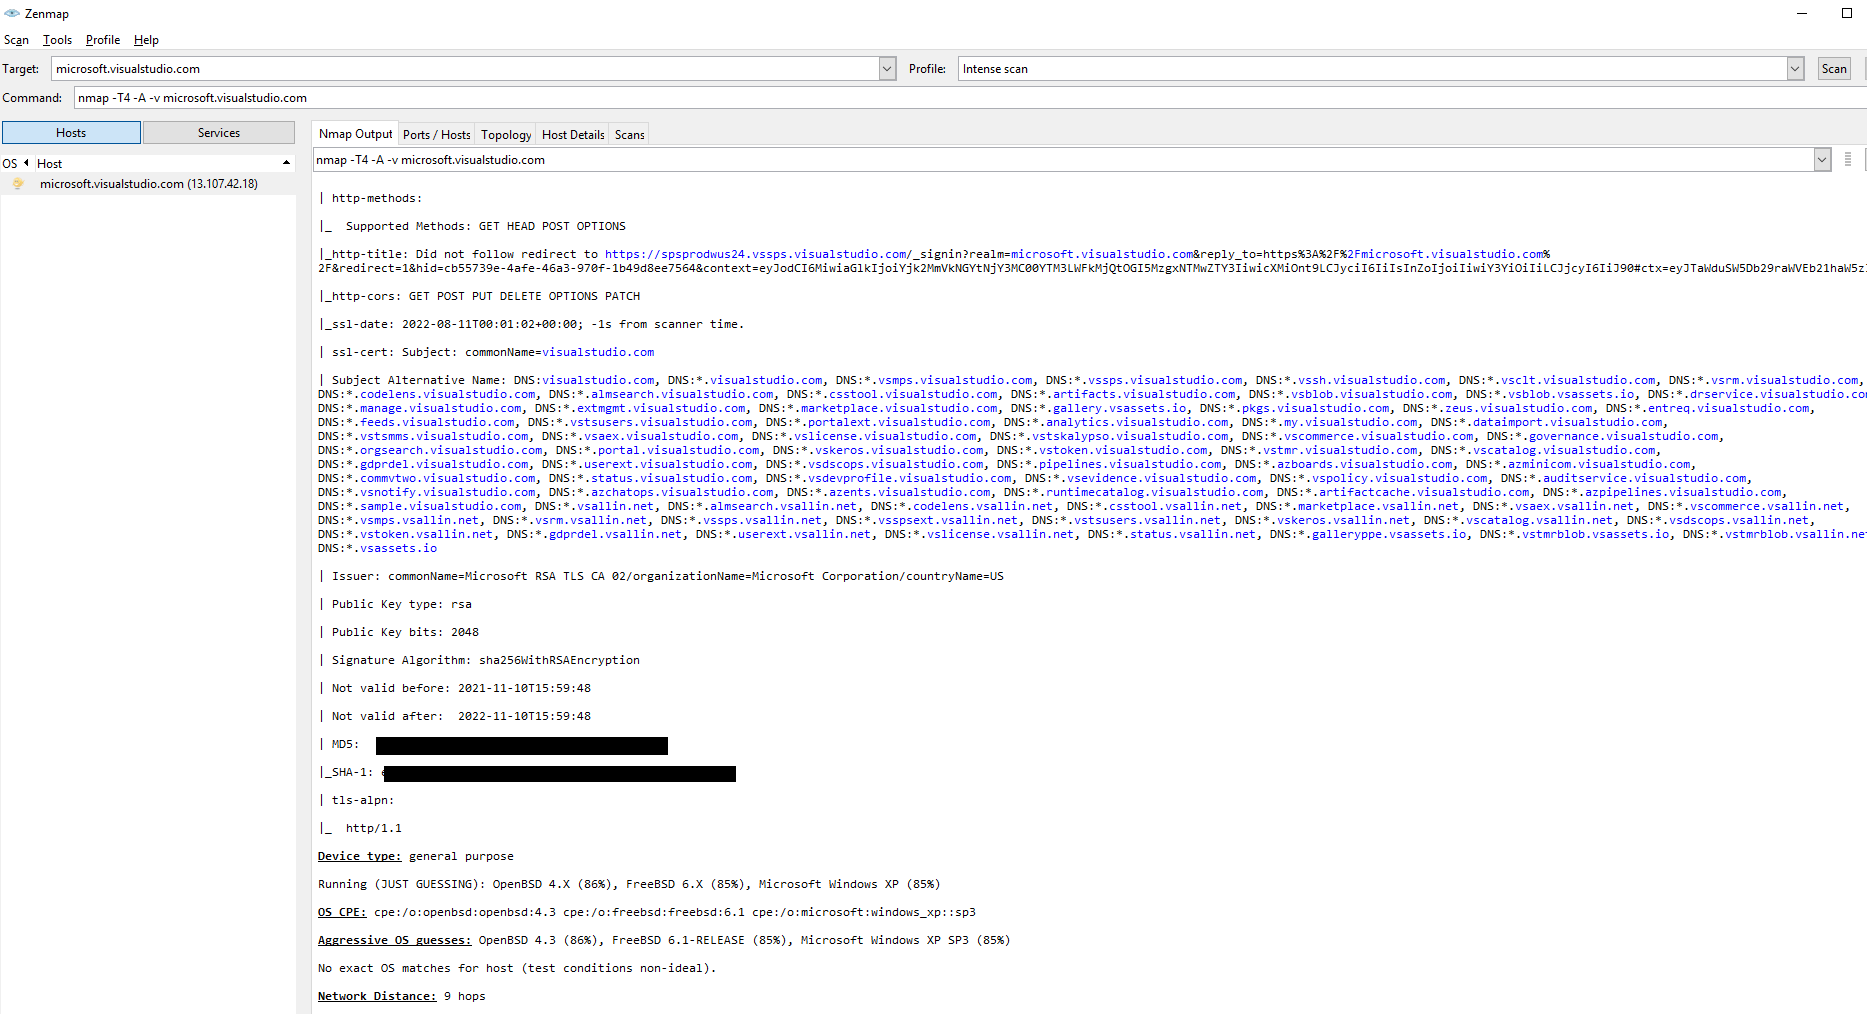 Zenmap
Scan Tools Profile Help
Target: microsoft.visualstudio.com Profile: Intense scan Scan
Command: nmap -T4 -A -v microsoft.visualstudio.com
Hosts Services
Nmap Output Ports / Hosts Topology Host Details Scans
OS Host
nmap -T4 -A -v microsoft.visualstudio.com
microsoft.visualstudio.com (13.107.42.18)
| http-methods:
|_  Supported Methods: GET HEAD POST OPTIONS
|_http-title: Did not follow redirect to https://spsprodwus24.vssps.visualstudio.com/_signin?realm=microsoft.visualstudio.com&reply_to=https%3A%2F%2Fmicrosoft.visualstudio.com%
2F&redirect=1&hid=cb55739e-4afe-46a3-970f-1b49d8ee7564&context=eyJodCI6MiwiaGlkIjoiYjk2MmVkNGYtNjY3MC00YTM3LWFkMjQtOGI5MzgxNTMwZTY3IiwicXMiOnt9LCJyciI6IiIsInZoIjoiIiwiY3YiOiIiLCJjcyI6IiJ9#ctx=eyJTaWduSW5Db29raWVEb21haW5z
|_http-cors: GET POST PUT DELETE OPTIONS PATCH
|_ssl-date: 2022-08-11T00:01:02+00:00; -1s from scanner time.
| ssl-cert: Subject: commonName=visualstudio.com
| Subject Alternative Name: DNS:visualstudio.com, DNS:*.visualstudio.com, DNS:*.vsmps.visualstudio.com, DNS:*.vssps.visualstudio.com, DNS:*.vssh.visualstudio.com, DNS:*.vsclt.visualstudio.com, DNS:*.vsrm.visualstudio.com,
DNS:*.codelens.visualstudio.com, DNS:*.almsearch.visualstudio.com, DNS:*.csstool.visualstudio.com, DNS:*.artifacts.visualstudio.com, DNS:*.vsblob.visualstudio.com, DNS:*.vsblob.vsassets.io, DNS:*.drservice.visualstudio.com
DNS:*.manage.visualstudio.com, DNS:*.extmgmt.visualstudio.com, DNS:*.marketplace.visualstudio.com, DNS:*.gallery.vsassets.io, DNS:*.pkgs.visualstudio.com, DNS:*.zeus.visualstudio.com, DNS:*.entreq.visualstudio.com,
DNS:*.feeds.visualstudio.com, DNS:*.vstsusers.visualstudio.com, DNS:*.portalext.visualstudio.com, DNS:*.analytics.visualstudio.com, DNS:*.my.visualstudio.com, DNS:*.dataimport.visualstudio.com,
DNS:*.vstsmms.visualstudio.com, DNS:*.vsaex.visualstudio.com, DNS:*.vslicense.visualstudio.com, DNS:*.vstskalypso.visualstudio.com, DNS:*.vscommerce.visualstudio.com, DNS:*.governance.visualstudio.com,
DNS:*.orgsearch.visualstudio.com, DNS:*.portal.visualstudio.com, DNS:*.vskeros.visualstudio.com, DNS:*.vstoken.visualstudio.com, DNS:*.vstmr.visualstudio.com, DNS:*.vscatalog.visualstudio.com,
DNS:*.gdprdel.visualstudio.com, DNS:*.userext.visualstudio.com, DNS:*.vsdscops.visualstudio.com, DNS:*.pipelines.visualstudio.com, DNS:*.azboards.visualstudio.com, DNS:*.azminicom.visualstudio.com,
DNS:*.commvtwo.visualstudio.com, DNS:*.status.visualstudio.com, DNS:*.vsdevprofile.visualstudio.com, DNS:*.vsevidence.visualstudio.com, DNS:*.vspolicy.visualstudio.com, DNS:*.auditservice.visualstudio.com,
DNS:*.vsnotify.visualstudio.com, DNS:*.azchatops.visualstudio.com, DNS:*.azents.visualstudio.com, DNS:*.runtimecatalog.visualstudio.com, DNS:*.artifactcache.visualstudio.com, DNS:*.azpipelines.visualstudio.com,
DNS:*.sample.visualstudio.com, DNS:*.vsallin.net, DNS:*.almsearch.vsallin.net, DNS:*.codelens.vsallin.net, DNS:*.csstool.vsallin.net, DNS:*.marketplace.vsallin.net, DNS:*.vsaex.vsallin.net, DNS:*.vscommerce.vsallin.net,
DNS:*.vsmps.vsallin.net, DNS:*.vsrm.vsallin.net, DNS:*.vssps.vsallin.net, DNS:*.vsspsext.vsallin.net, DNS:*.vstsusers.vsallin.net, DNS:*.vskeros.vsallin.net, DNS:*.vscatalog.vsallin.net, DNS:*.vsdscops.vsallin.net,
DNS:*.vstoken.vsallin.net, DNS:*.gdprdel.vsallin.net, DNS:*.userext.vsallin.net, DNS:*.vslicense.vsallin.net, DNS:*.status.vsallin.net, DNS:*.galleryppe.vsassets.io, DNS:*.vstmrblob.vsassets.io, DNS:*.vstmrblob.vsallin.net
DNS:*.vsassets.io
| Issuer: commonName=Microsoft RSA TLS CA 02/organizationName=Microsoft Corporation/countryName=US
| Public Key type: rsa
| Public Key bits: 2048
| Signature Algorithm: sha256WithRSAEncryption
| Not valid before: 2021-11-10T15:59:48
| Not valid after:  2022-11-10T15:59:48
| MD5:
|_SHA-1:
| tls-alpn:
|_  http/1.1
Device type: general purpose
Running (JUST GUESSING): OpenBSD 4.X (86%), FreeBSD 6.X (85%), Microsoft Windows XP (85%)
OS CPE: cpe:/o:openbsd:openbsd:4.3 cpe:/o:freebsd:freebsd:6.1 cpe:/o:microsoft:windows_xp::sp3
Aggressive OS guesses: OpenBSD 4.3 (86%), FreeBSD 6.1-RELEASE (85%), Microsoft Windows XP SP3 (85%)
No exact OS matches for host (test conditions non-ideal).
Network Distance: 9 hops